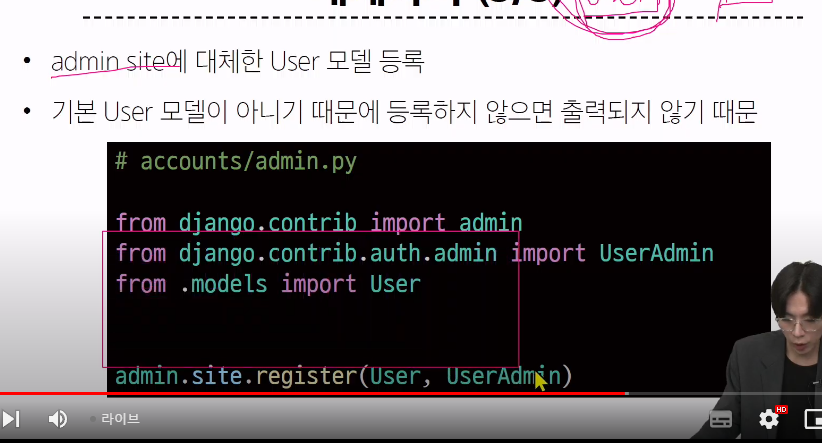 • admin site에 대체한 User 모델 등록
• 기본 User 모델이 아니기 때문에 등록하지 않으면 출력되지 않기 때문
# accounts/admin.py
from django.contrib import admin
from django.contrib.auth.admin import UserAdmin
from .models import User
admin.site.register(User, UserAdmin)
라이브
HD